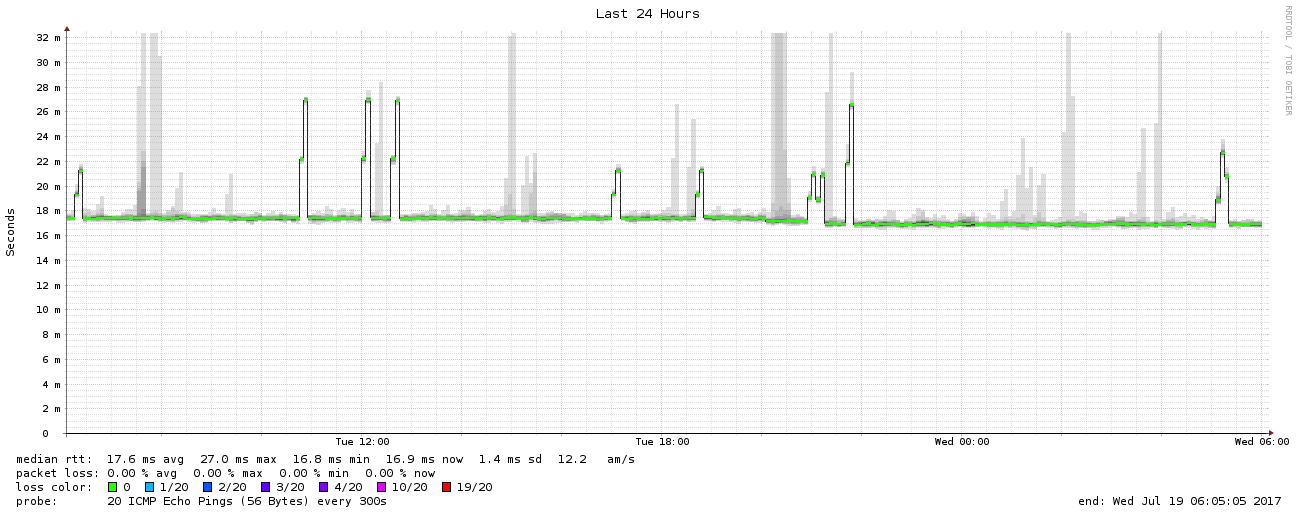 Last 24 Hours
RRDTOOL / TOBI OETIKER
Seconds
32 m
30 m
28 m
26 m
24 m
22 m
20 m
18 m
16 m
14 m
12 m
10 m
8 m
6 m
4 m
2 m
0
Tue 12:00 Tue 18:00 Wed 00:00 Wed 06:00
median rtt: 17.6 ms avg 27.0 ms max 16.8 ms min 16.9 ms now 1.4 ms sd 12.2 am/s
packet loss: 0.00 % avg 0.00 % max 0.00 % min 0.00 % now
loss color: 0 1/20 2/20 3/20 4/20 10/20 19/20
probe: 20 ICMP Echo Pings (56 Bytes) every 300s end: Wed Jul 19 06:05:05 2017